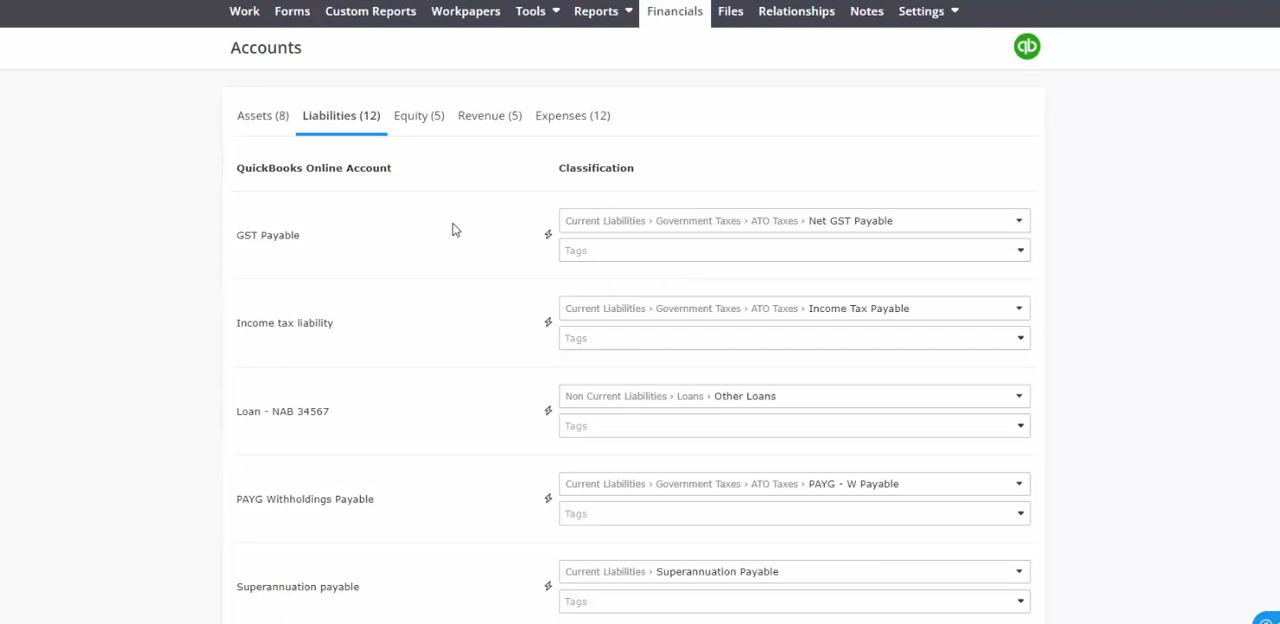 Work Forms Custom Reports Workpapers Tools Reports Financials Files Relationships Notes Settings
Accounts
qb
Assets (8) Liabilities (12) Equity (5) Revenue (5) Expenses (12)
QuickBooks Online Account Classification
Current Liabilities › Government Taxes › ATO Taxes › Net GST Payable
GST Payable
Tags
Current Liabilities › Government Taxes › ATO Taxes › Income Tax Payable
Income tax liability
Tags
Non Current Liabilities › Loans › Other Loans
Loan - NAB 34567
Tags
Current Liabilities › Government Taxes › ATO Taxes › PAYG - W Payable
PAYG Withholdings Payable
Tags
Current Liabilities › Superannuation Payable
Superannuation payable
Tags